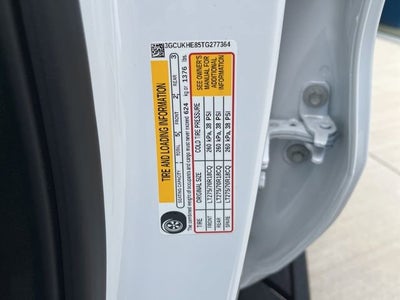 3GCUKHE85TG277364
TIRE AND LOADING INFORMATION
SEATING CAPACITY TOTAL 5 FRONT 2 REAR 3
The combined weight of occupants and cargo must never exceed 624 kg or 1376 lbs.
TIRE ORIGINAL SIZE COLD TIRE PRESSURE
FRONT LT275/70R18CQ 260 kPa, 38 PSI
REAR LT275/70R18CQ 260 kPa, 38 PSI
SPARE LT275/70R18CQ 260 kPa, 38 PSI
SEE OWNER'S
MANUAL FOR
ADDITIONAL
INFORMATION